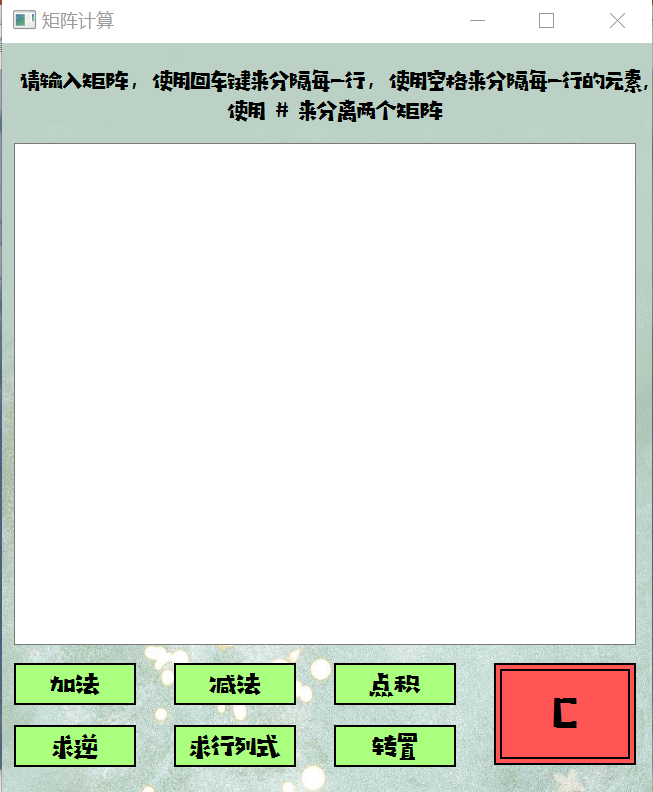 矩阵计算
请输入矩阵，使用回车键来分隔每一行，使用空格来分隔每一行的元素，
使用 # 来分离两个矩阵
加法 减法 点积
C
求逆 求行列式 转置